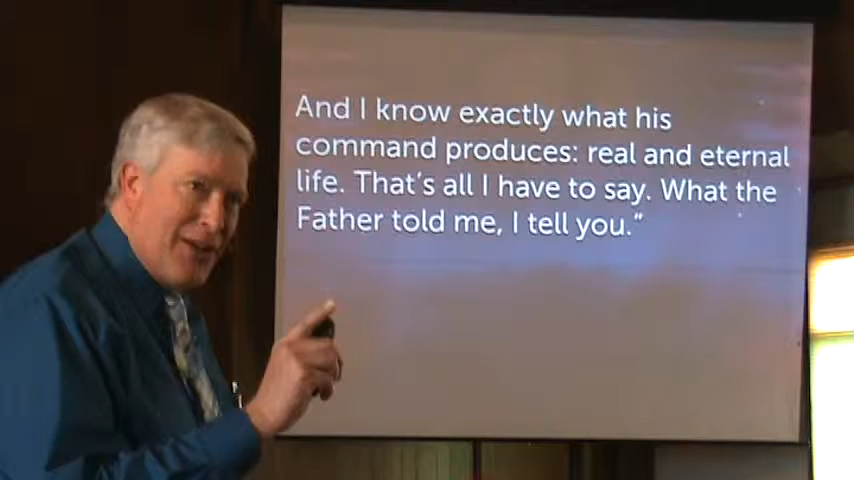 And I know exactly what his
command produces: real and eternal
life. That's all I have to say. What the
Father told me, I tell you.”